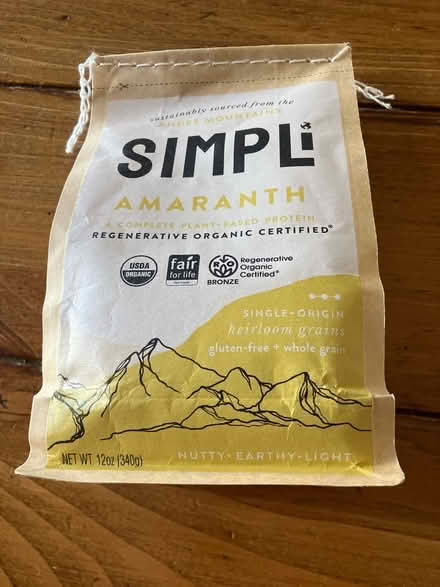 sustainably sourced from the
ANDES MOUNTAINS
SIMPLi
AMARANTH
A COMPLETE PLANT-BASED PROTEIN
REGENERATIVE ORGANIC CERTIFIED®
USDA
ORGANIC
fair
for life
Regenerative
Organic
Certified®
BRONZE
SINGLE-ORIGIN
heirloom grains
gluten-free + whole grain
NET WT. 12oz (340g)
NUTTY·EARTHY·LIGHT